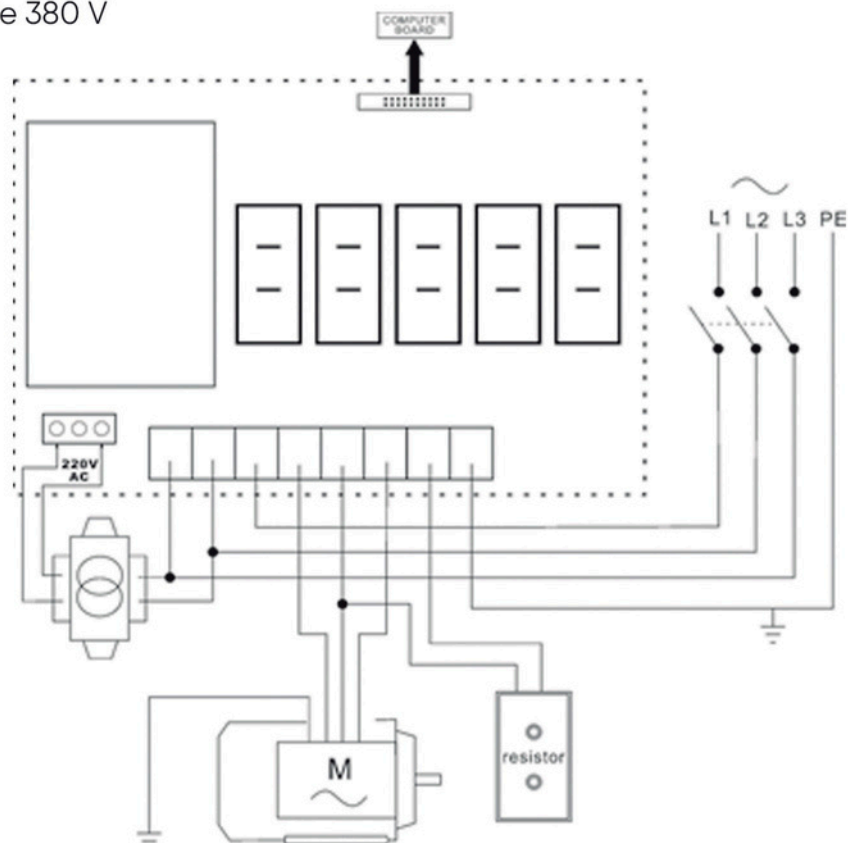 e 380 V
COMPUTER
BOARD
L1 L2 L3 PE
220V
AC
M
resistor